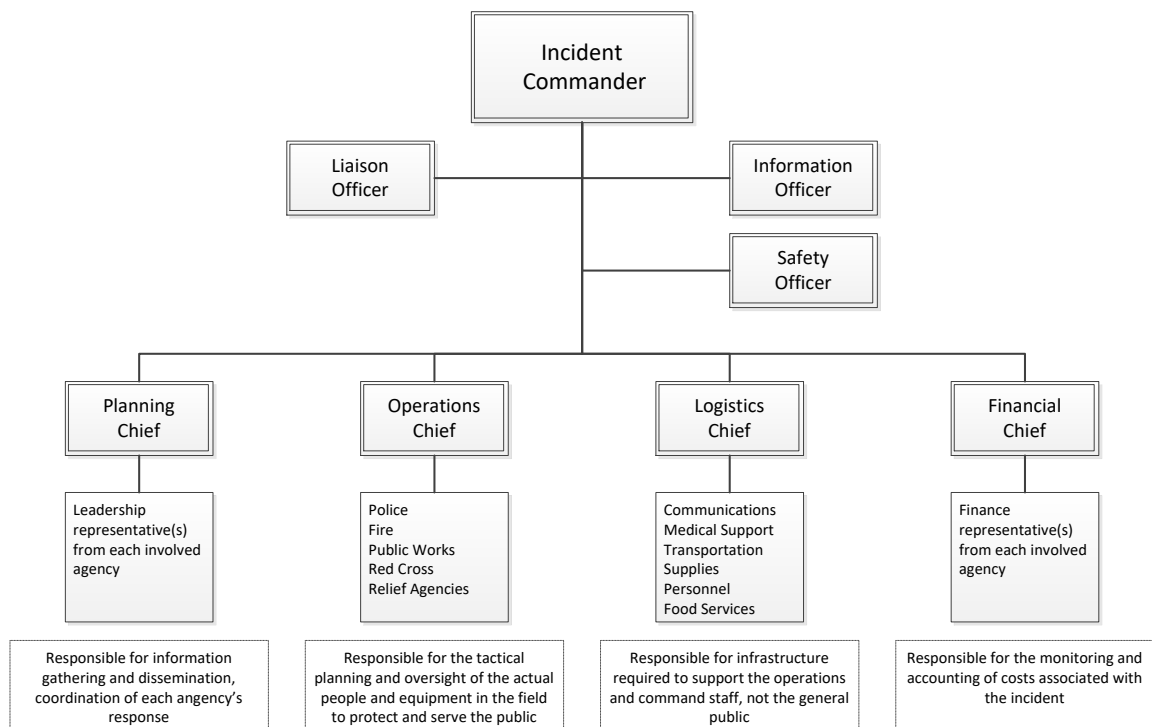 Incident
Commander
Liaison
Officer
Information
Officer
Safety
Officer
Planning
Chief
Operations
Chief
Logistics
Chief
Financial
Chief
Leadership
representative(s)
from each involved
agency
Police
Fire
Public Works
Red Cross
Relief Agencies
Communications
Medical Support
Transportation
Supplies
Personnel
Food Services
Finance
representative(s)
from each involved
agency
Responsible for information
gathering and dissemination,
coordination of each angency’s
response
Responsible for the tactical
planning and oversight of the actual
people and equipment in the field
to protect and serve the public
Responsible for infrastructure
required to support the operations
and command staff, not the general
public
Responsible for the monitoring and
accounting of costs associated with
the incident